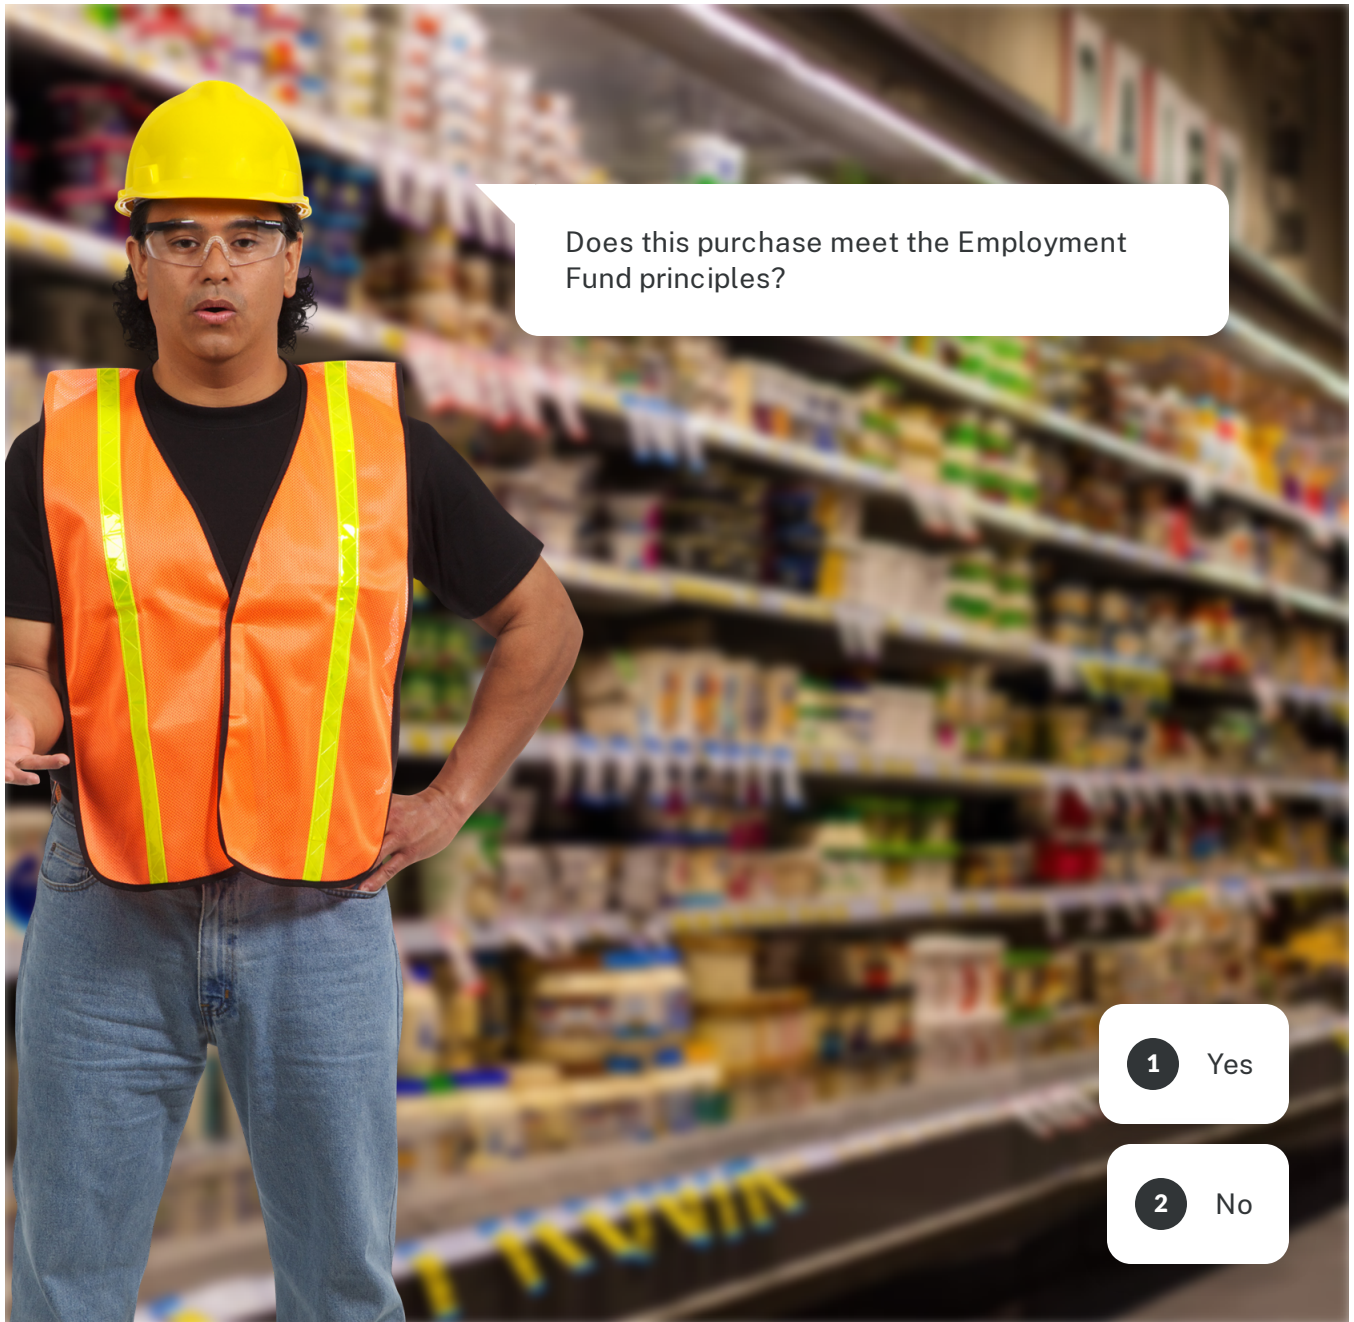 Does this purchase meet the Employment
Fund principles?
1 Yes
2 No